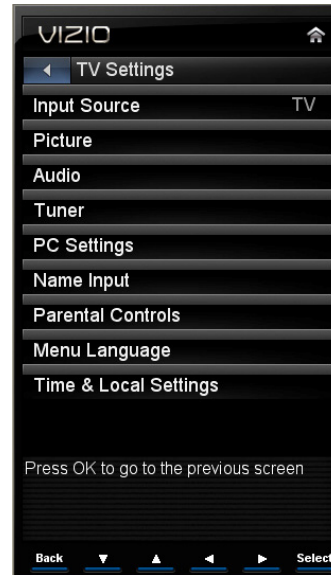 VIZIO
TV Settings
Input Source TV
Picture
Audio
Tuner
PC Settings
Name Input
Parental Controls
Menu Language
Time & Local Settings
Press OK to go to the previous screen
Back Select